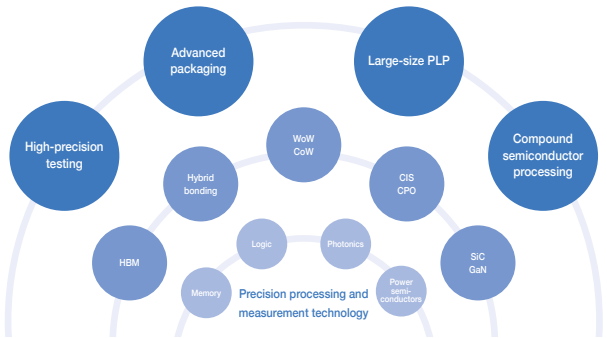 Advanced
packaging
Large-size PLP
High-precision
testing
Compound
semiconductor
processing
WoW
CoW
Hybrid
bonding
CIS
CPO
HBM
SiC
GaN
Logic
Photonics
Memory
Power
semi-
conductors
Precision processing and
measurement technology